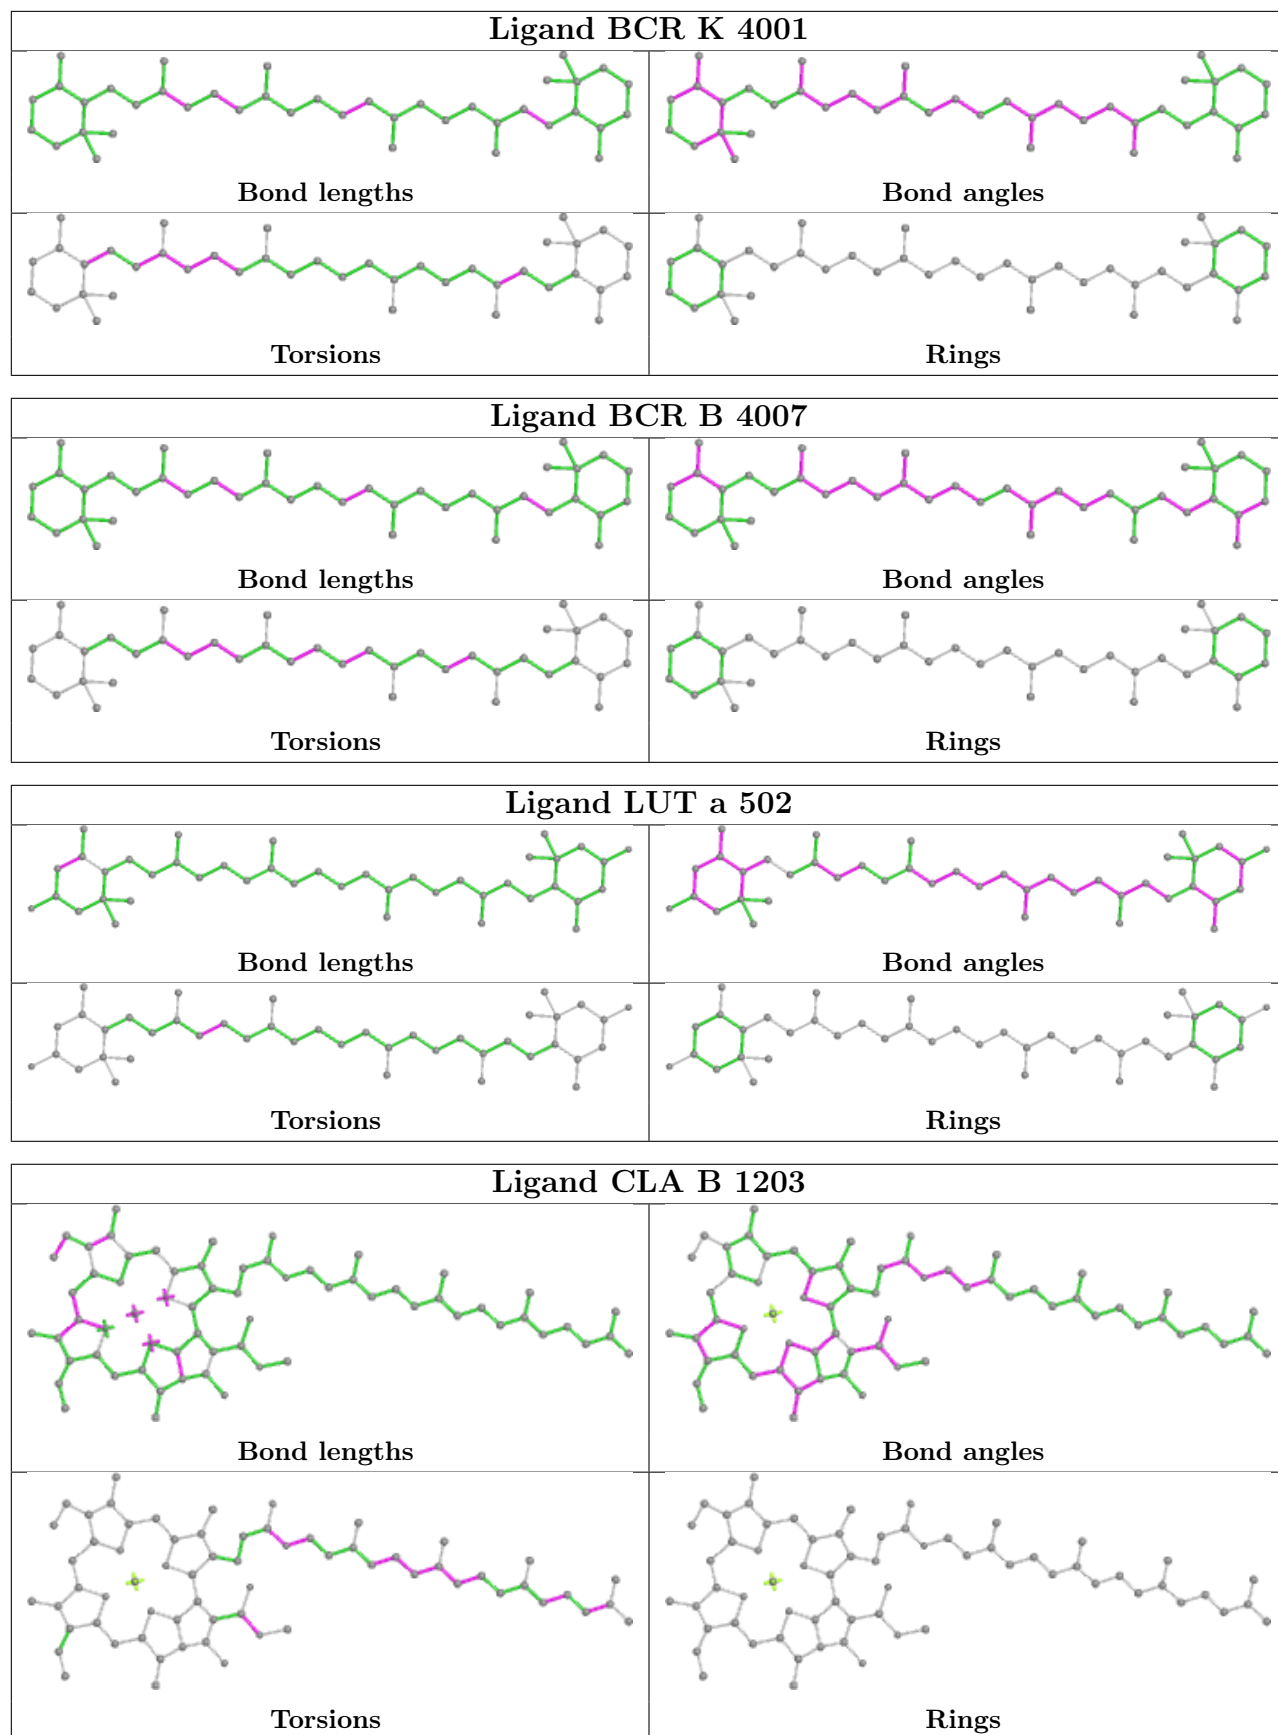 Ligand BCR K 4001
Bond lengths
Bond angles
Torsions
Rings
Ligand BCR B 4007
Bond lengths
Bond angles
Torsions
Rings
Ligand LUT a 502
Bond lengths
Bond angles
Torsions
Rings
Ligand CLA B 1203
Bond lengths
Bond angles
Torsions
Rings